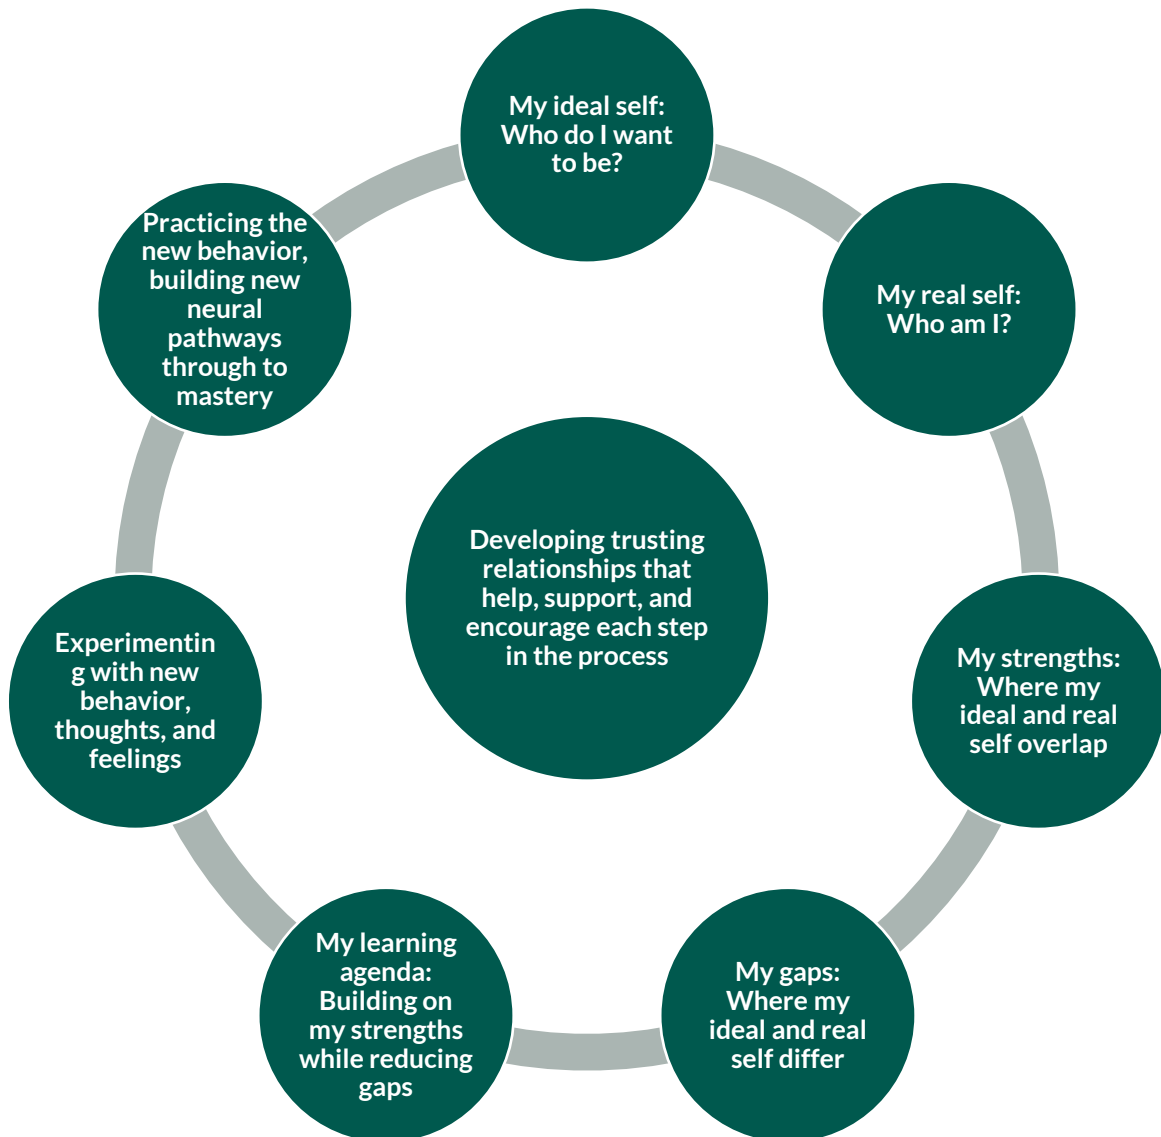 My ideal self:
Who do I want
to be?
My real self:
Who am I?
My strengths:
Where my
ideal and real
self overlap
My gaps:
Where my
ideal and real
self differ
My learning
agenda:
Building on
my strengths
while reducing
gaps
Experimentin
g with new
behavior,
thoughts, and
feelings
Practicing the
new behavior,
building new
neural
pathways
through to
mastery
Developing trusting
relationships that
help, support, and
encourage each step
in the process